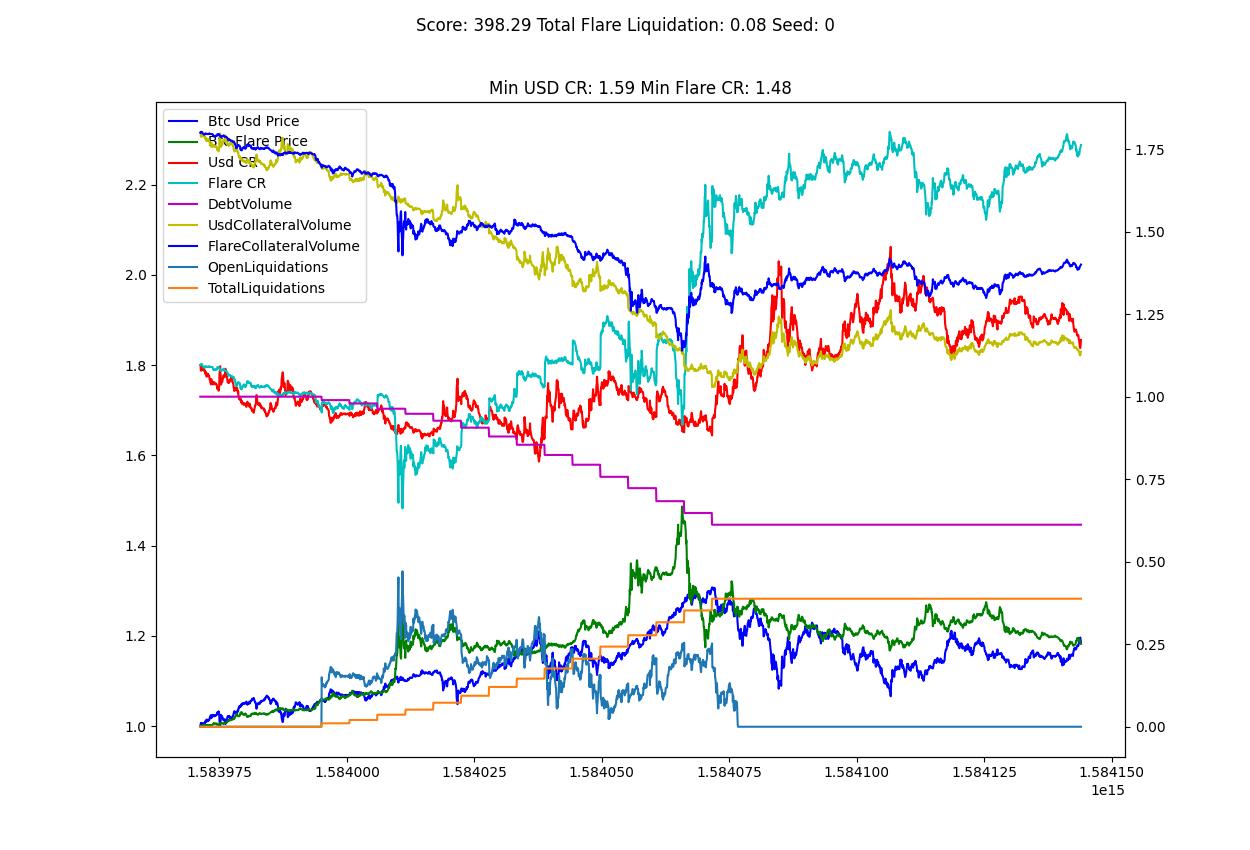 Score: 398.29 Total Flare Liquidation: 0.08 Seed: 0
Min USD CR: 1.59 Min Flare CR: 1.48
Btc Usd Price
Btc Flare Price
Usd CR
Flare CR
DebtVolume
UsdCollateralVolume
FlareCollateralVolume
OpenLiquidations
TotalLiquidations
2.2
2.0
1.8
1.6
1.4
1.2
1.0
1.75
1.50
1.25
1.00
0.75
0.50
0.25
0.00
1.583975 1.584000 1.584025 1.584050 1.584075 1.584100 1.584125 1.584150
1e15